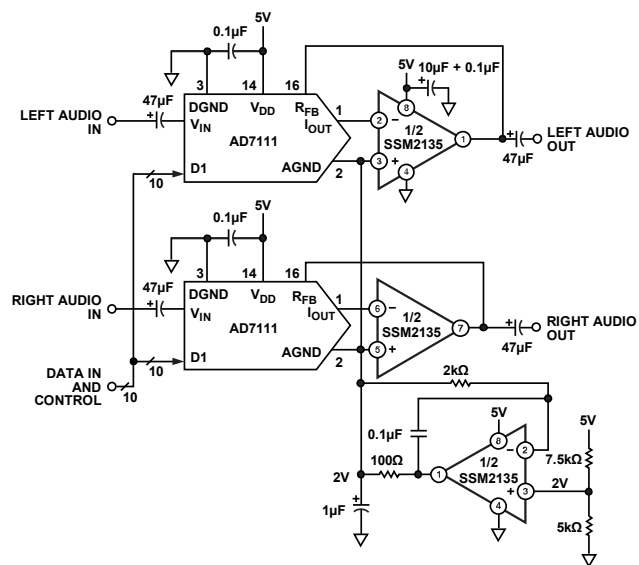 5V
0.1µF
3
14
16
5V
10µF + 0.1µF
LEFT AUDIO
IN
47µF
DGND
VDD
RFB
IOUT
VIN
AD7111
AGND
D1
1
2
2
3
8
1/2
SSM2135
4
1
LEFT AUDIO
OUT
47µF
10
5V
0.1µF
3
14
16
RIGHT AUDIO
IN
47µF
DGND
VDD
RFB
IOUT
VIN
AD7111
AGND
D1
1
2
6
5
1/2
SSM2135
7
RIGHT AUDIO
OUT
47µF
10
DATA IN
AND
CONTROL
10
2kΩ
0.1µF
5V
5V
8
2
7.5kΩ
100Ω
1
1/2
SSM2135
2V
3
2V
4
5kΩ
1µF